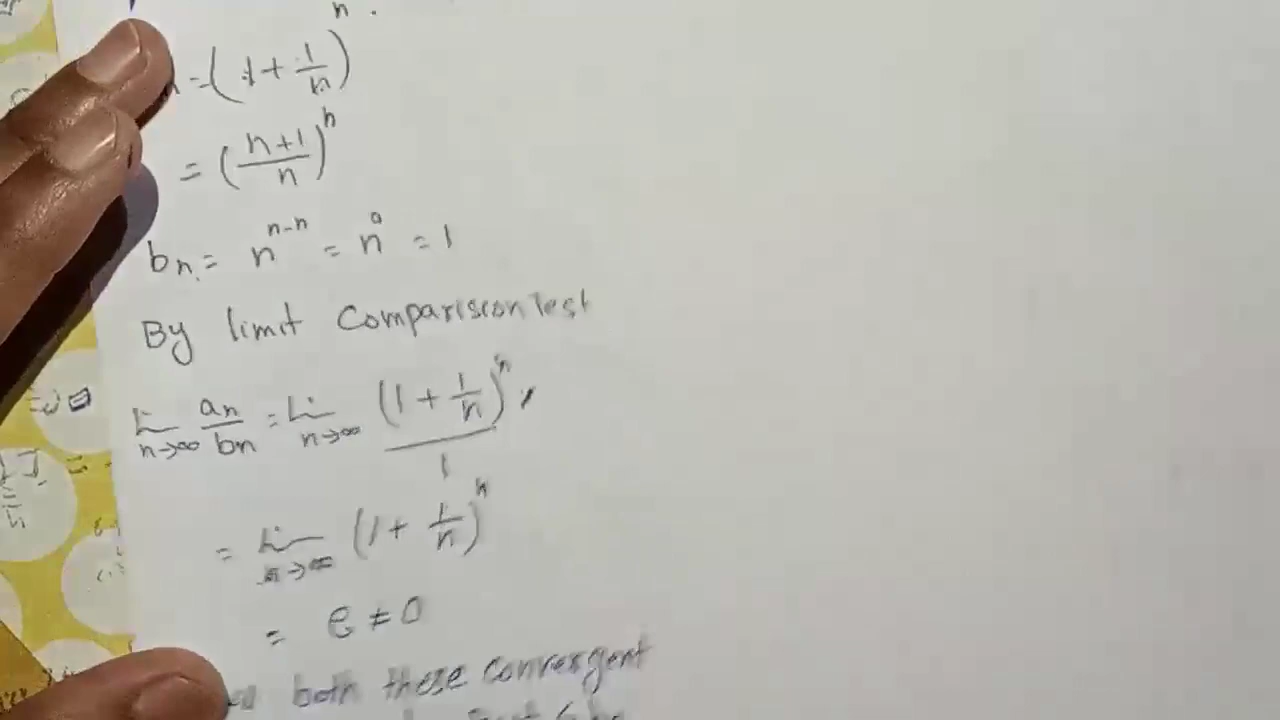 n .
= (1 + 1/n)^n
= ((n+1)/n)^n
bn = n^(n-n) = n^0 = 1
By limit Compariscion Test
lim n→∞ an/bn = lim n→∞ (1 + 1/n)^n / 1
= lim n→∞ (1 + 1/n)^n
= e ≠ 0
both these convergent